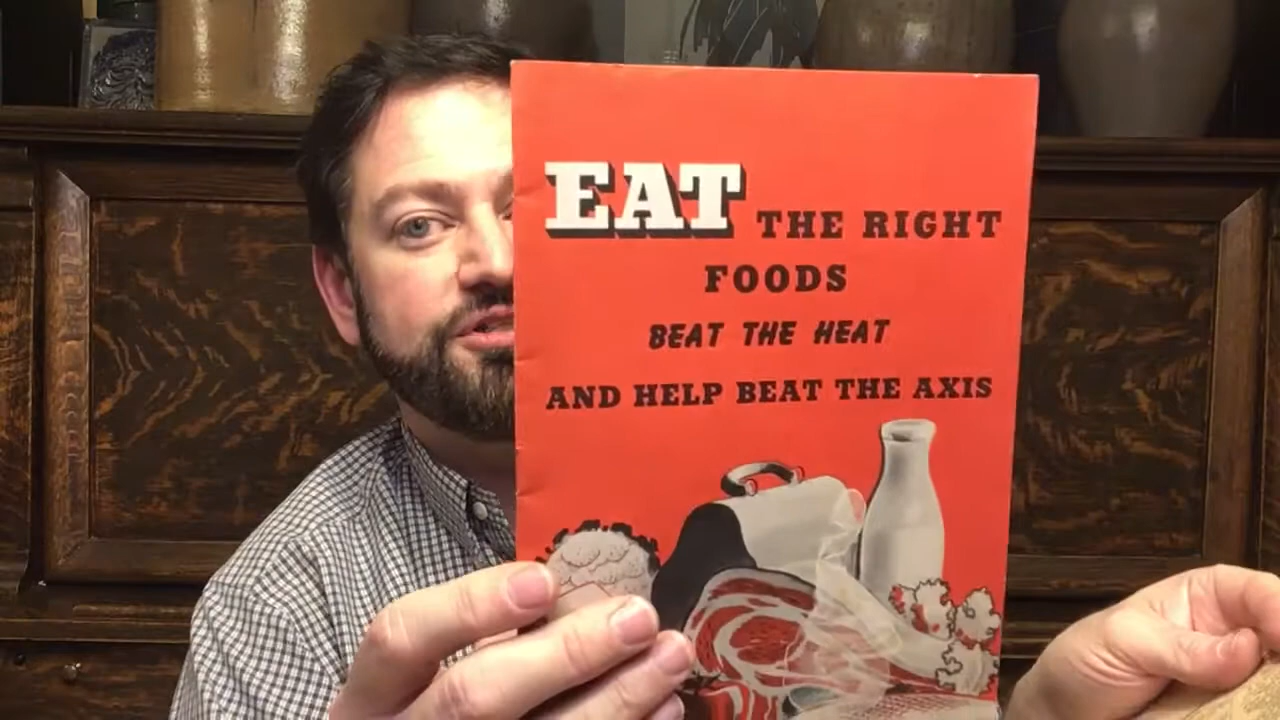 EAT THE RIGHT
FOODS
BEAT THE HEAT
AND HELP BEAT THE AXIS